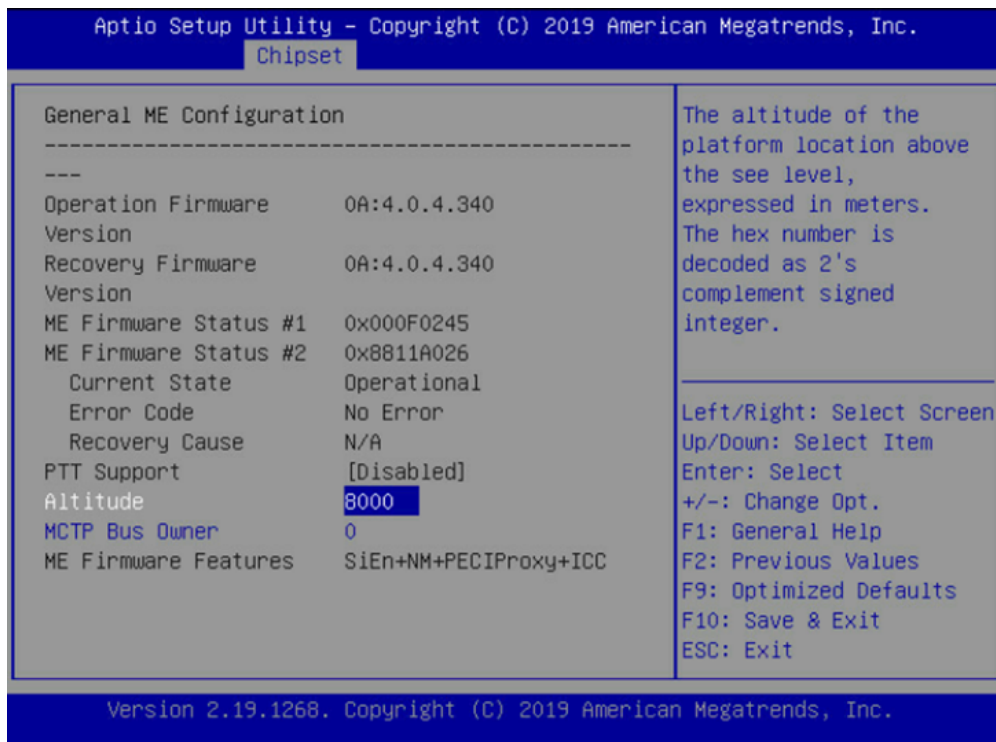 Aptio Setup Utility – Copyright (C) 2019 American Megatrends, Inc.
Chipset
General ME Configuration
-----------------------------------------------
---
Operation Firmware 0A:4.0.4.340
Version
Recovery Firmware 0A:4.0.4.340
Version
ME Firmware Status #1 0x000F0245
ME Firmware Status #2 0x8811A026
Current State Operational
Error Code No Error
Recovery Cause N/A
PTT Support [Disabled]
Altitude 8000
MCTP Bus Owner 0
ME Firmware Features SiEn+NM+PECIProxy+ICC
The altitude of the
platform location above
the see level,
expressed in meters.
The hex number is
decoded as 2's
complement signed
integer.
Left/Right: Select Screen
Up/Down: Select Item
Enter: Select
+/-: Change Opt.
F1: General Help
F2: Previous Values
F9: Optimized Defaults
F10: Save & Exit
ESC: Exit
Version 2.19.1268. Copyright (C) 2019 American Megatrends, Inc.